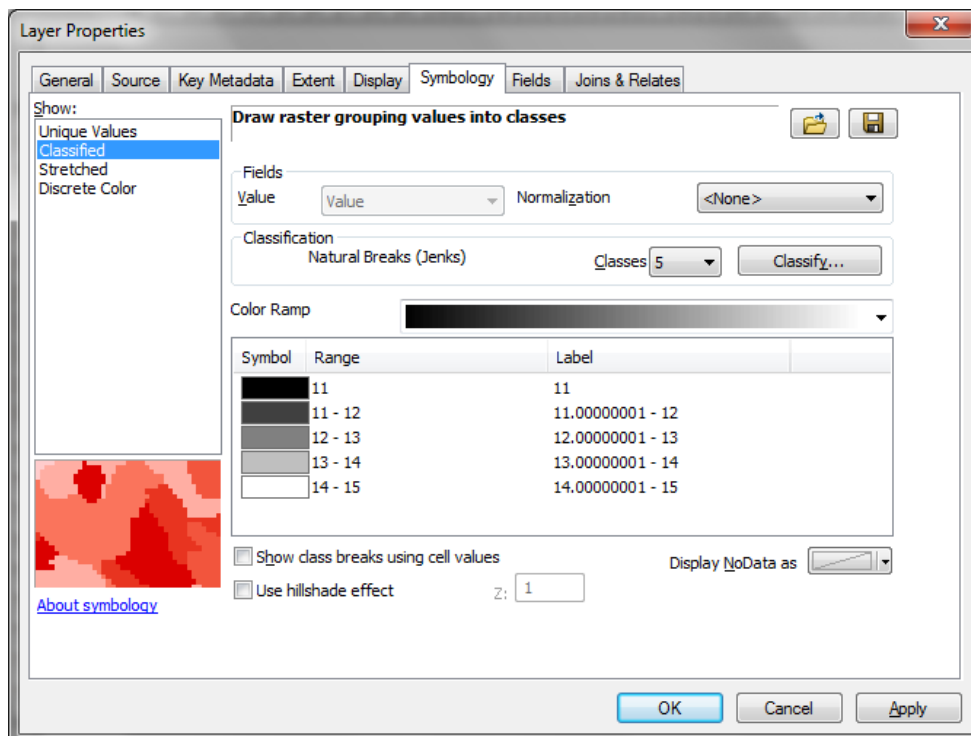 Layer Properties
General Source Key Metadata Extent Display Symbology Fields Joins & Relates
Show:
Unique Values
Classified
Stretched
Discrete Color
About symbology
Draw raster grouping values into classes
Fields
Value Value Normalization <None>
Classification
Natural Breaks (Jenks) Classes 5 Classify...
Color Ramp
Symbol Range Label
11 11
11 - 12 11.00000001 - 12
12 - 13 12.00000001 - 13
13 - 14 13.00000001 - 14
14 - 15 14.00000001 - 15
Show class breaks using cell values Display NoData as
Use hillshade effect Z: 1
OK Cancel Apply